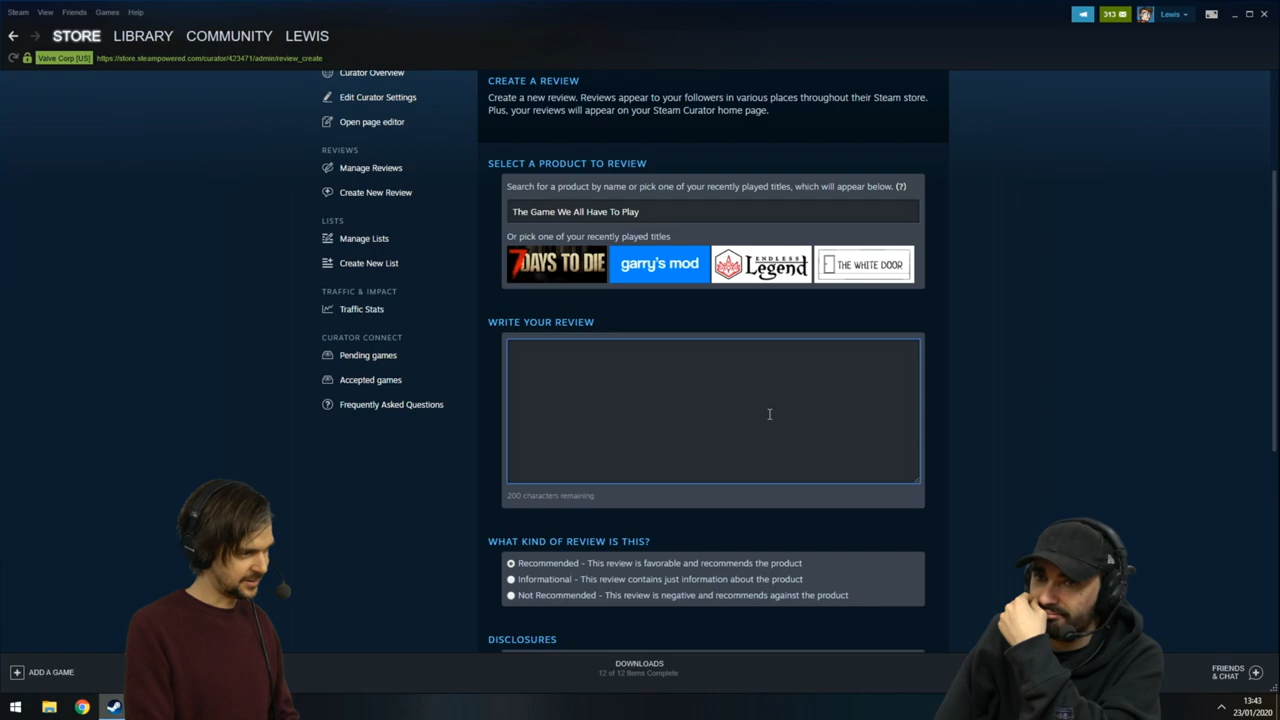 Steam View Friends Games Help
313 Lewis
STORE LIBRARY COMMUNITY LEWIS
Valve Corp [US] https://store.steampowered.com/curator/423471/admin/review_create
Curator Overview
Edit Curator Settings
Open page editor
REVIEWS
Manage Reviews
Create New Review
LISTS
Manage Lists
Create New List
TRAFFIC & IMPACT
Traffic Stats
CURATOR CONNECT
Pending games
Accepted games
Frequently Asked Questions
CREATE A REVIEW
Create a new review. Reviews appear to your followers in various places throughout their Steam store.
Plus, your reviews will appear on your Steam Curator home page.
SELECT A PRODUCT TO REVIEW
Search for a product by name or pick one of your recently played titles, which will appear below. (?)
The Game We All Have To Play
Or pick one of your recently played titles
7 DAYS TO DIE garry's mod ENDLESS Legend THE WHITE DOOR
WRITE YOUR REVIEW
200 characters remaining
WHAT KIND OF REVIEW IS THIS?
Recommended - This review is favorable and recommends the product
Informational - This review contains just information about the product
Not Recommended - This review is negative and recommends against the product
DISCLOSURES
ADD A GAME
DOWNLOADS
12 of 12 Items Complete
FRIENDS
& CHAT
13:43
23/01/2020